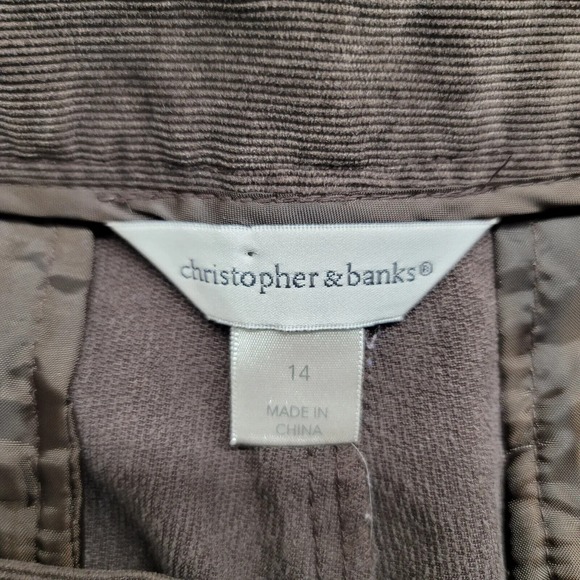 christopher & banks®
14
MADE IN
CHINA